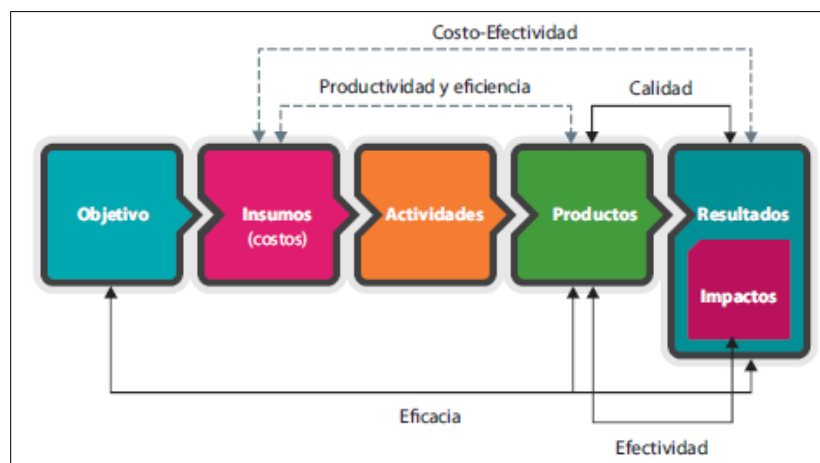 Costo-Efectividad
Productividad y eficiencia
Calidad
Objetivo
Insumos
(costos)
Actividades
Productos
Resultados
Impactos
Eficacia
Efectividad